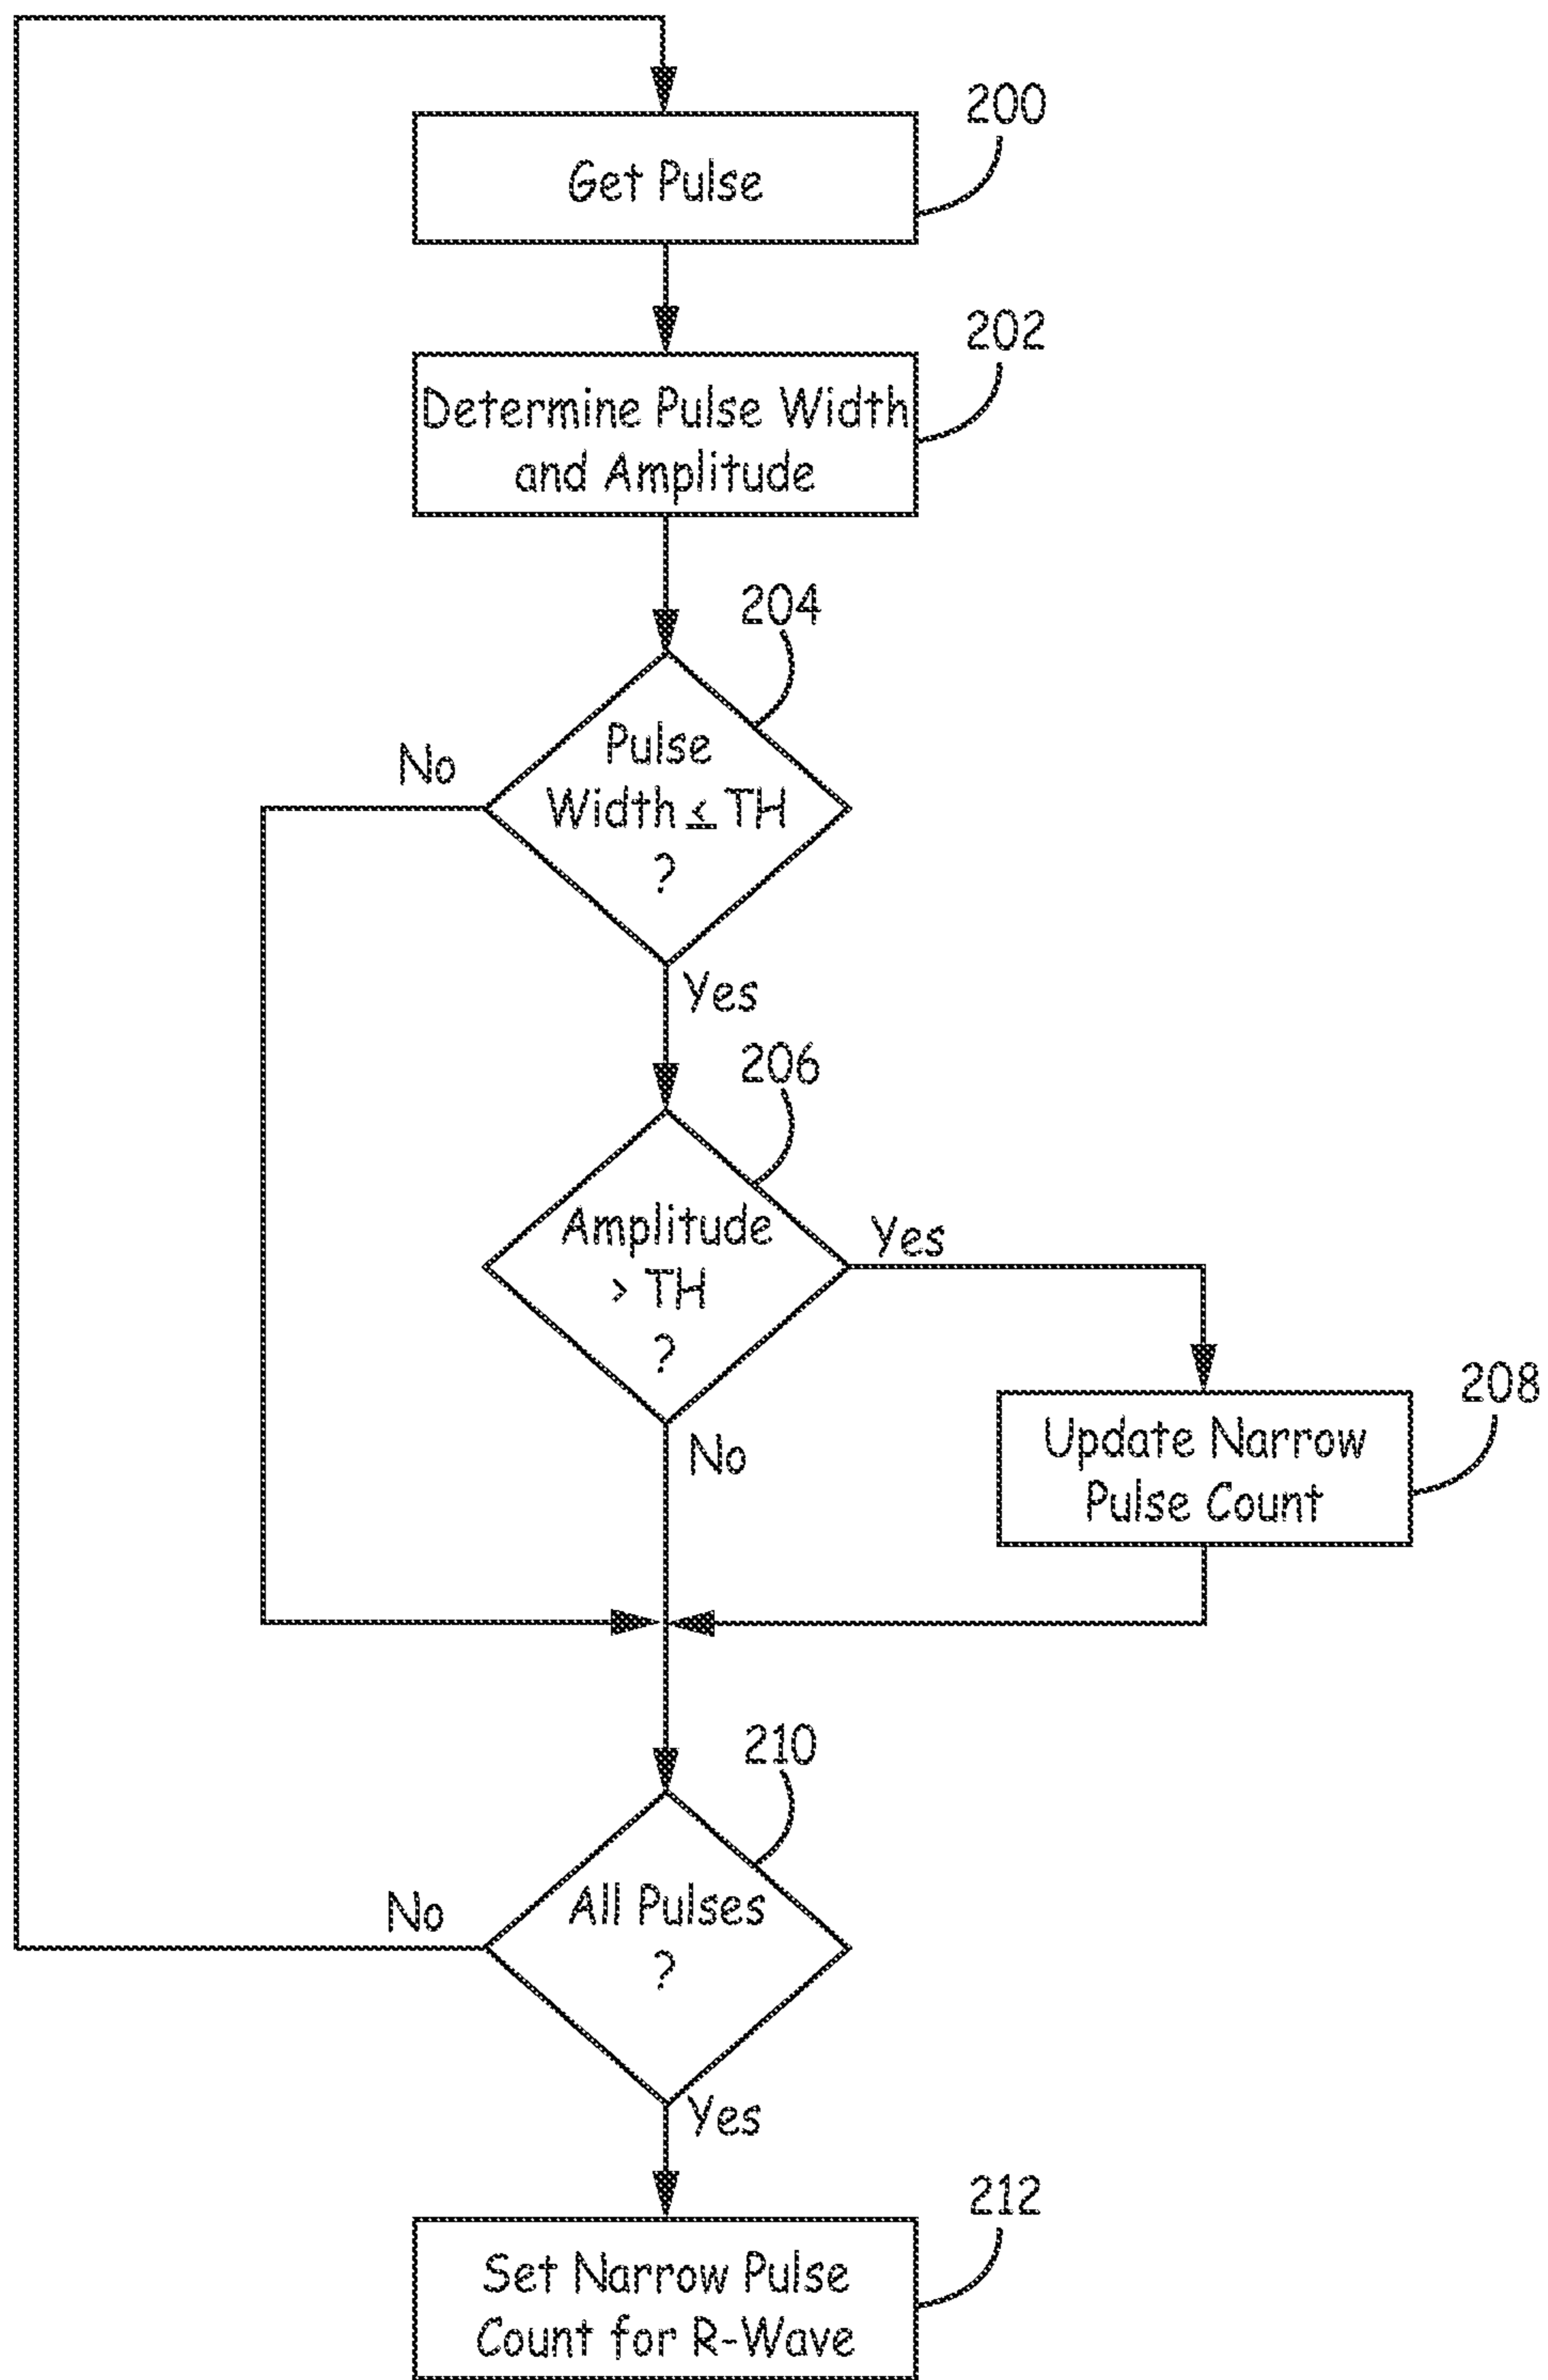 200
Get Pulse
202
Determine Pulse Width
and Amplitude
204
Pulse
No
Width ≤ TH
?
Yes
206
Amplitude
Yes
> TH
?
208
No
Update Narrow
Pulse Count
210
All Pulses
No
?
Yes
212
Set Narrow Pulse
Count for R-Wave